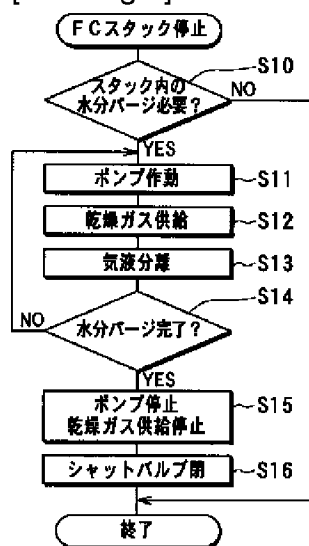 FCスタック停止
スタック内の
水分パージ必要?
S10
NO
YES
ポンプ作動
S11
乾燥ガス供給
S12
気液分離
S13
水分パージ完了?
S14
NO
YES
ポンプ停止
乾燥ガス供給停止
S15
シャットバルブ閉
S16
終了